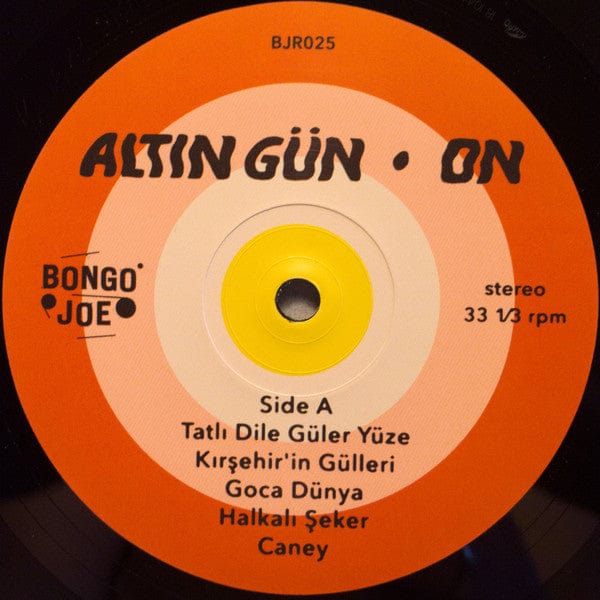 BJR025
ALTIN GÜN • ON
BONGO
JOE
stereo
33 1/3 rpm
Side A
Tatlı Dile Güler Yüze
Kırşehir'in Gülleri
Goca Dünya
Halkalı Şeker
Caney